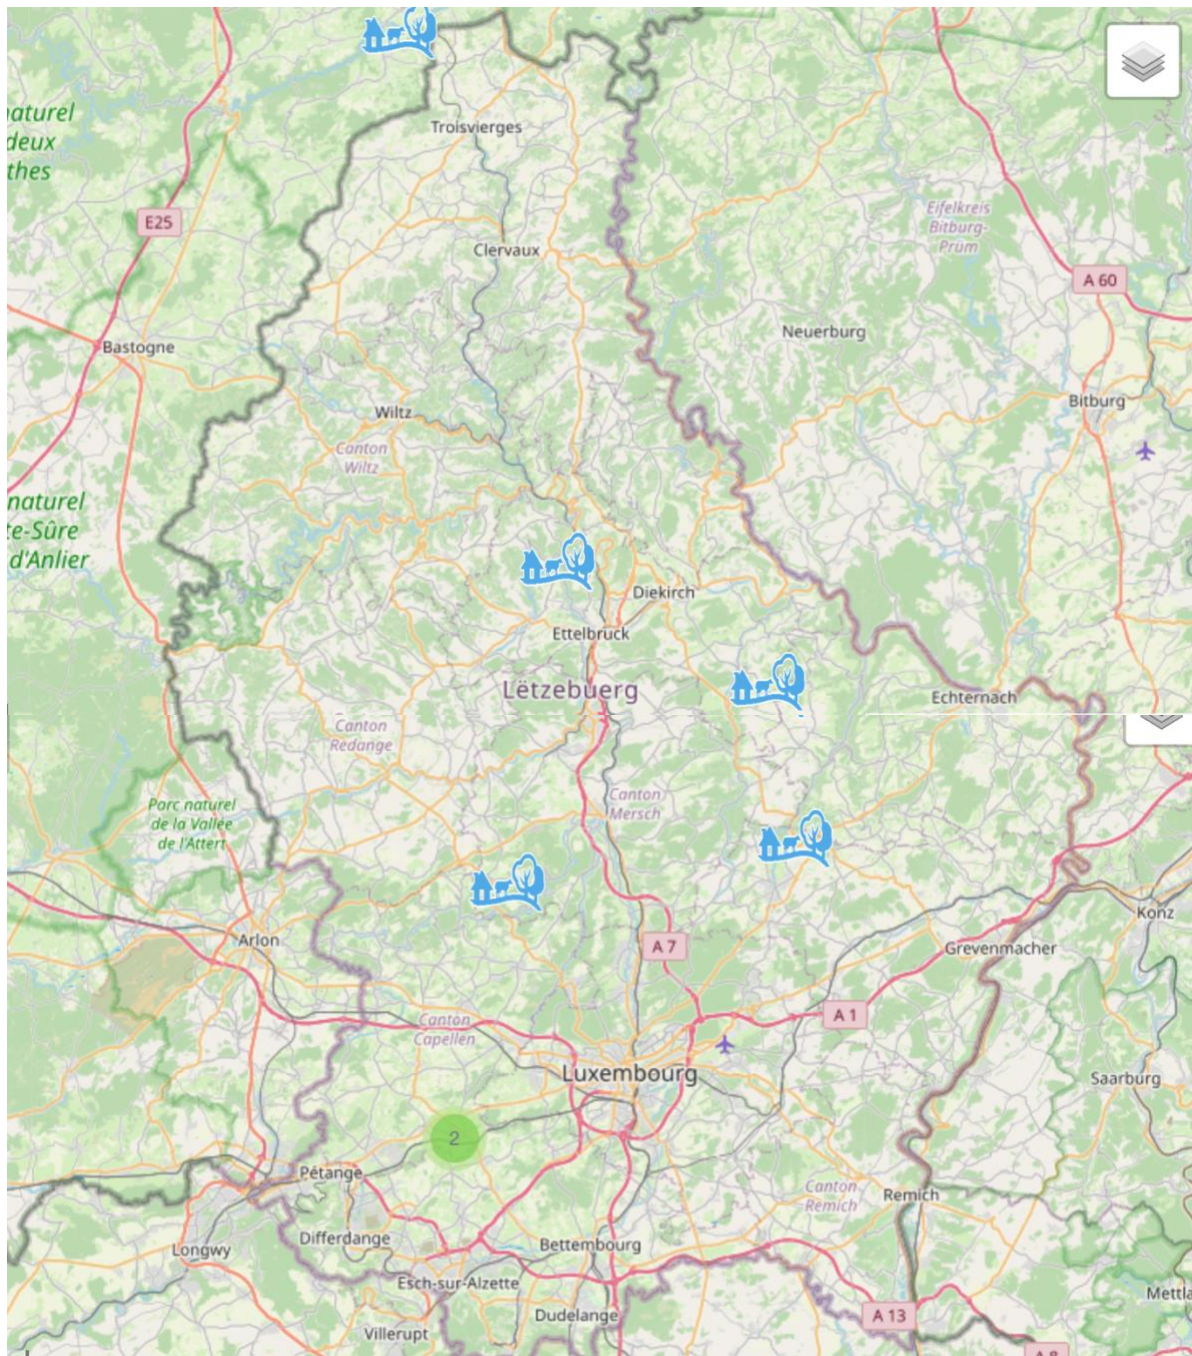 Troisvierges
naturel
deux
thes
E25
Eifelkreis
Bitburg-
Prüm
Clervaux
A 60
Neuerburg
Bastogne
Bitburg
Wiltz
Canton
Wiltz
naturel
te-Sûre
d'Anlier
Diekirch
Ettelbruck
Lëtzebuerg
Echternach
Canton
Redange
Canton
Mersch
Parc naturel
de la Vallée
de l'Attert
Konz
Arlon
A 7
Grevenmacher
A 1
Canton
Capellen
Luxembourg
Saarburg
2
Pétange
Canton
Remich
Remich
Differdange
Longwy
Bettembourg
Esch-sur-Alzette
Mettla
Dudelange
A 13
Villerupt
A 8